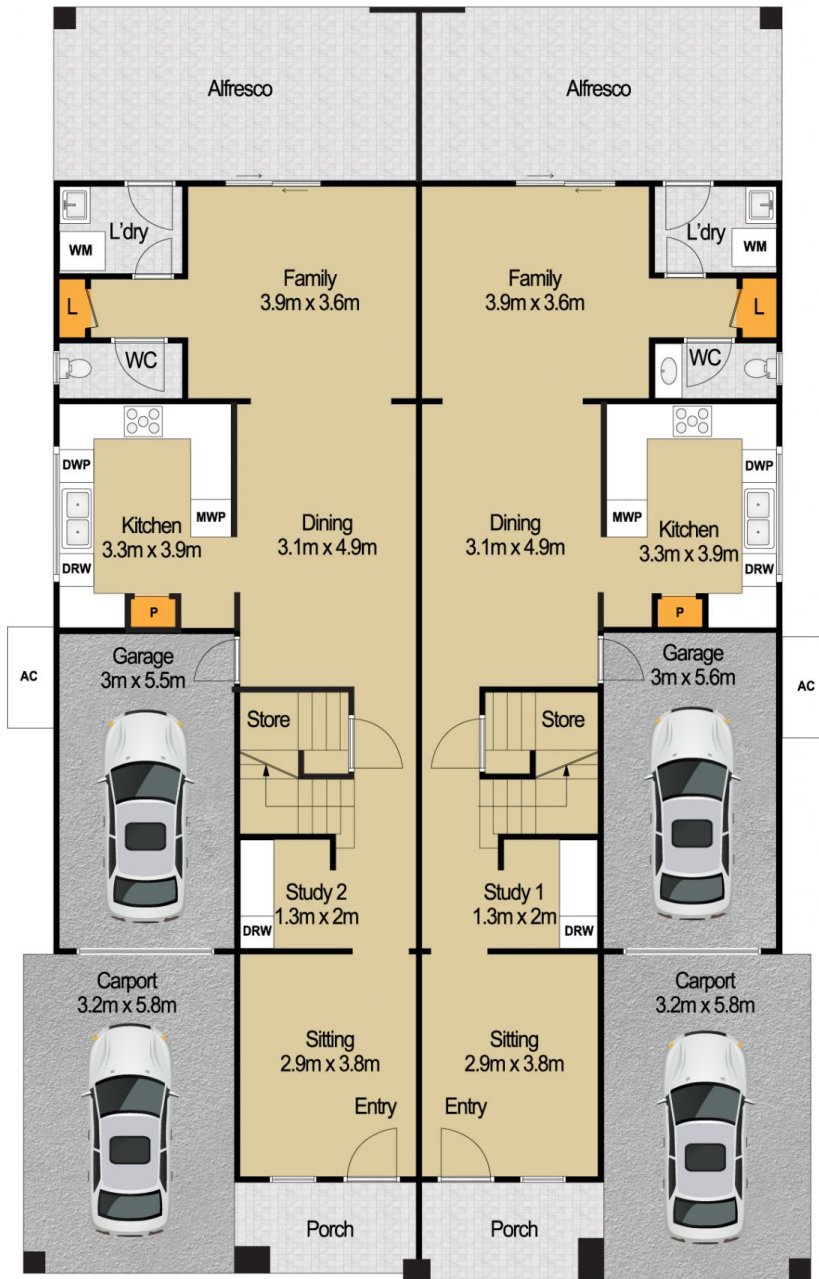 Alfresco
Alfresco
L'dry
WM
L'dry
WM
Family
3.9m x 3.6m
Family
3.9m x 3.6m
L
L
WC
WC
DWP
DWP
MWP
MWP
Kitchen
3.3m x 3.9m
Dining
3.1m x 4.9m
Dining
3.1m x 4.9m
Kitchen
3.3m x 3.9m
DRW
DRW
P
P
Garage
3m x 5.5m
Garage
3m x 5.6m
AC
AC
Store
Store
Study 2
1.3m x 2m
Study 1
1.3m x 2m
DRW
DRW
Carport
3.2m x 5.8m
Carport
3.2m x 5.8m
Sitting
2.9m x 3.8m
Sitting
2.9m x 3.8m
Entry
Entry
Porch
Porch